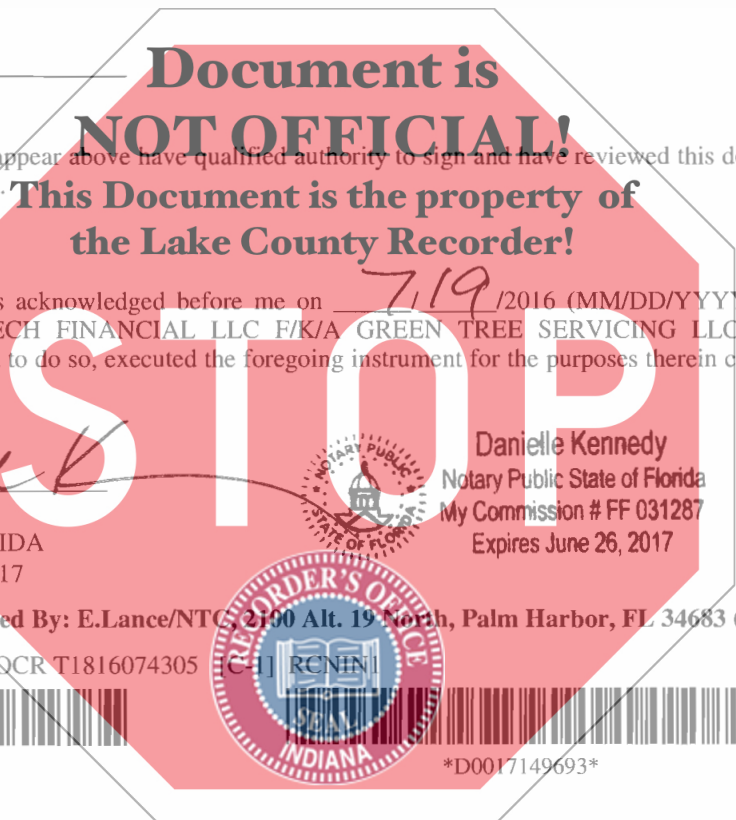 Document is
NOT OFFICIAL!
appear above have qualified authority to sign and have reviewed this d
This Document is the property of
the Lake County Recorder!
s acknowledged before me on 7/19/2016 (MM/DD/YYYY
ECH FINANCIAL LLC F/K/A GREEN TREE SERVICING LLC
to do so, executed the foregoing instrument for the purposes therein c
STOP
NOTARY PUBLIC
STATE OF FLORIDA
Danielle Kennedy
Notary Public State of Florida
My Commission # FF 031287
Expires June 26, 2017
IDA
17
ed By: E.Lance/NTC, 2100 Alt. 19 North, Palm Harbor, FL 34683 (
OCR T1816074305 [C-1] RCNIN1
RECORDER'S OFFICE
SEAL
INDIANA
*D0017149693*